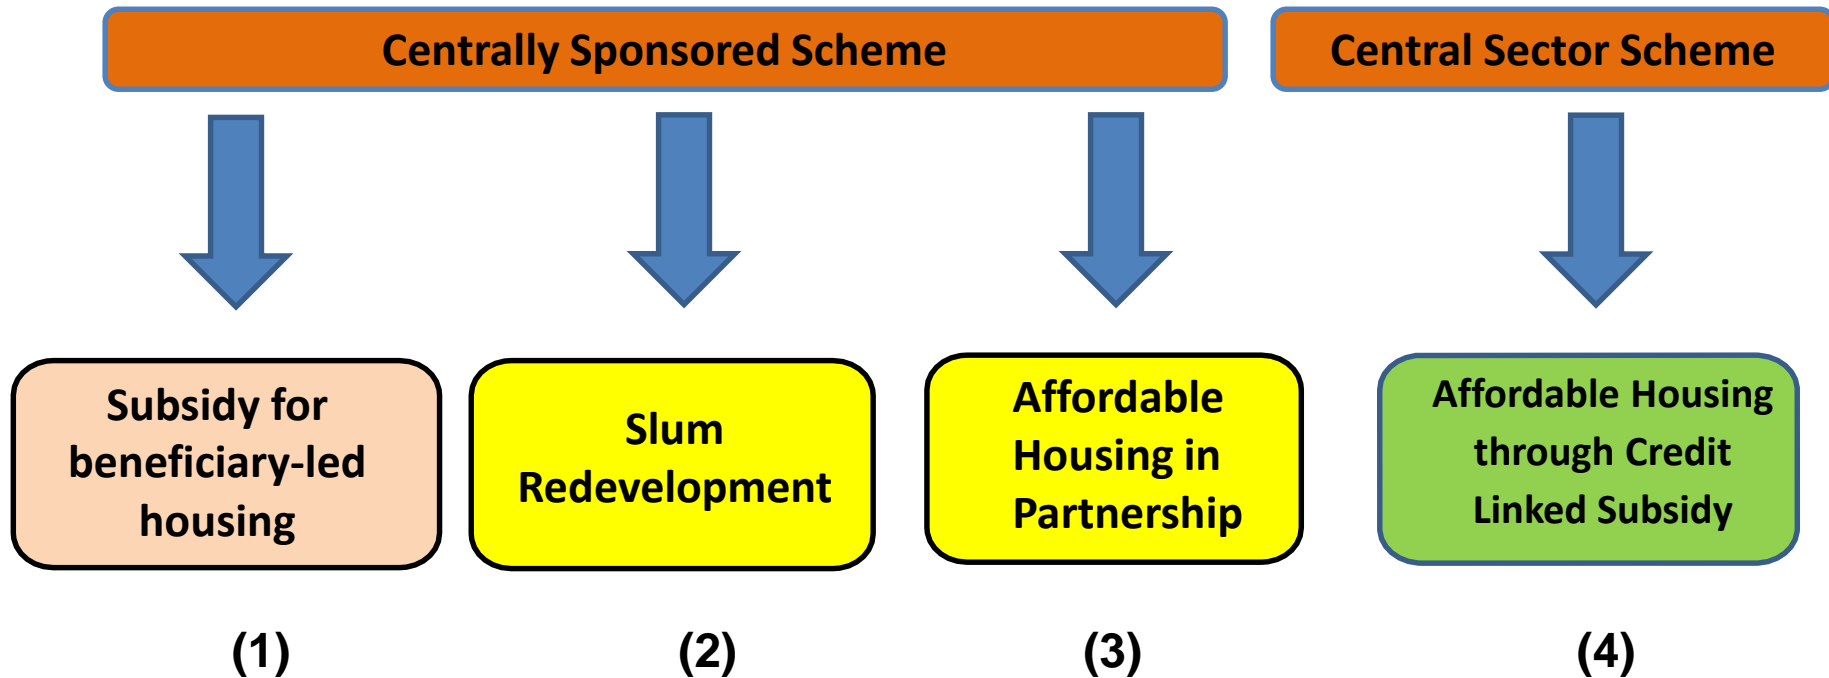 Centrally Sponsored Scheme
Central Sector Scheme
Subsidy for
beneficiary-led
housing
Slum
Redevelopment
Affordable
Housing in
Partnership
Affordable Housing
through Credit
Linked Subsidy
(1)
(2)
(3)
(4)